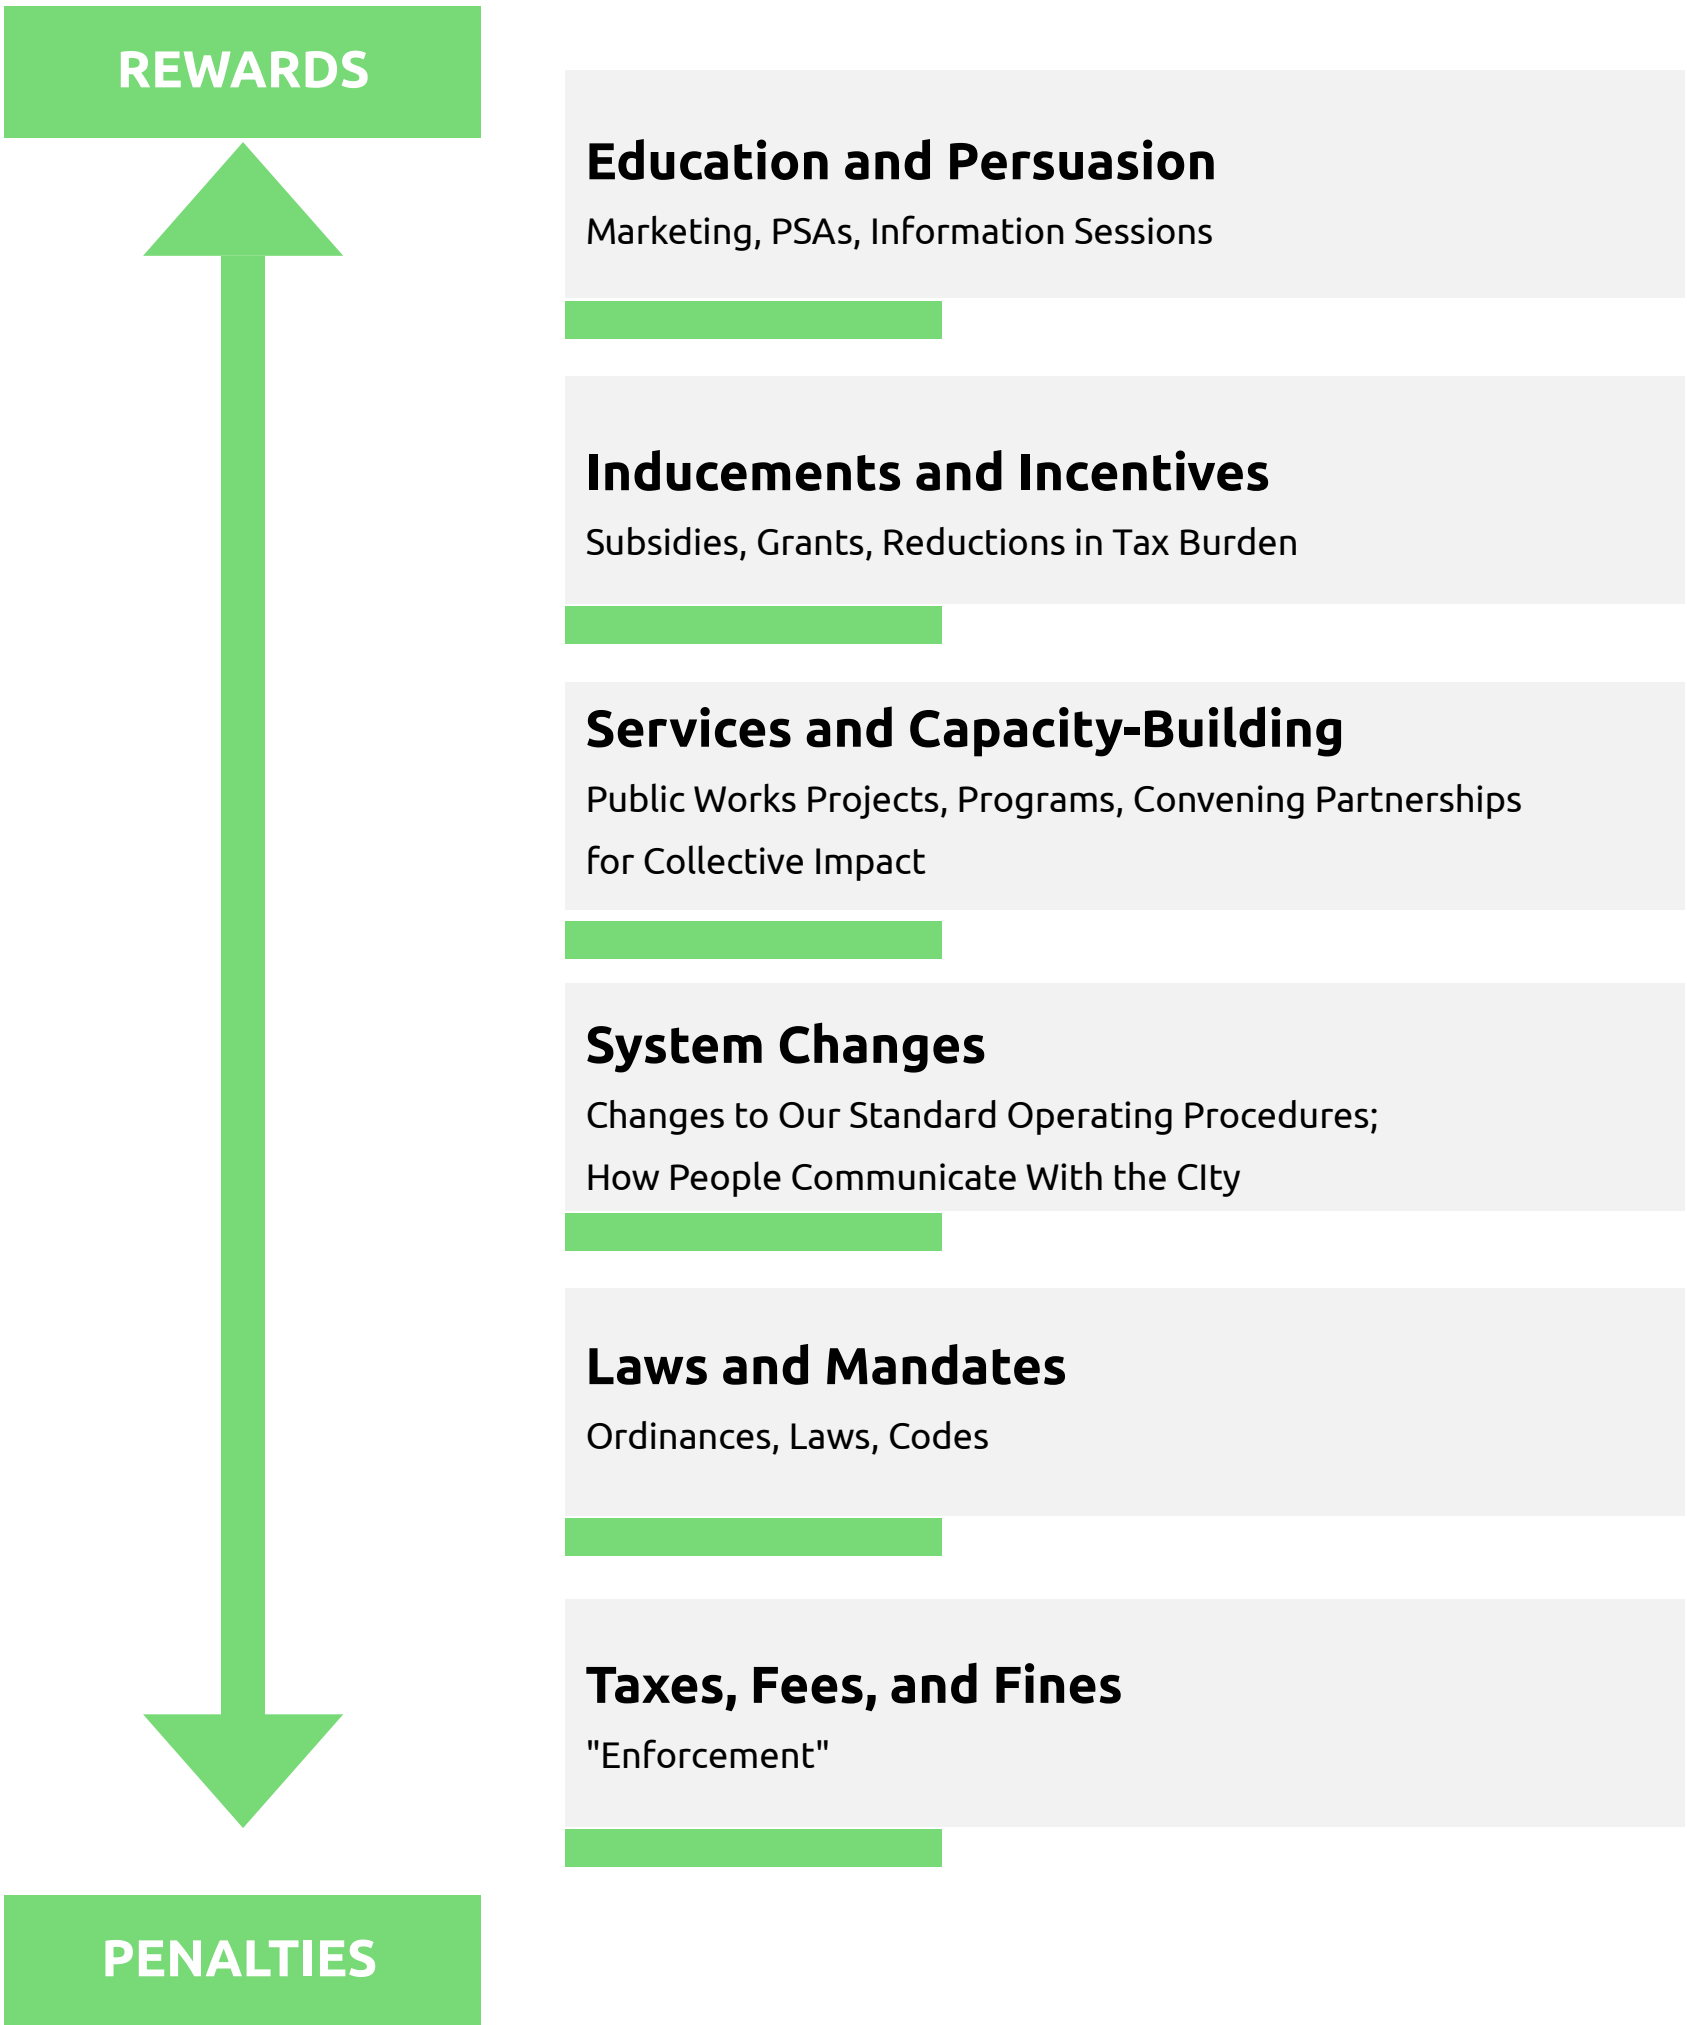 REWARDS
Education and Persuasion
Marketing, PSAs, Information Sessions
Inducements and Incentives
Subsidies, Grants, Reductions in Tax Burden
Services and Capacity-Building
Public Works Projects, Programs, Convening Partnerships
for Collective Impact
System Changes
Changes to Our Standard Operating Procedures;
How People Communicate With the CIty
Laws and Mandates
Ordinances, Laws, Codes
Taxes, Fees, and Fines
"Enforcement"
PENALTIES